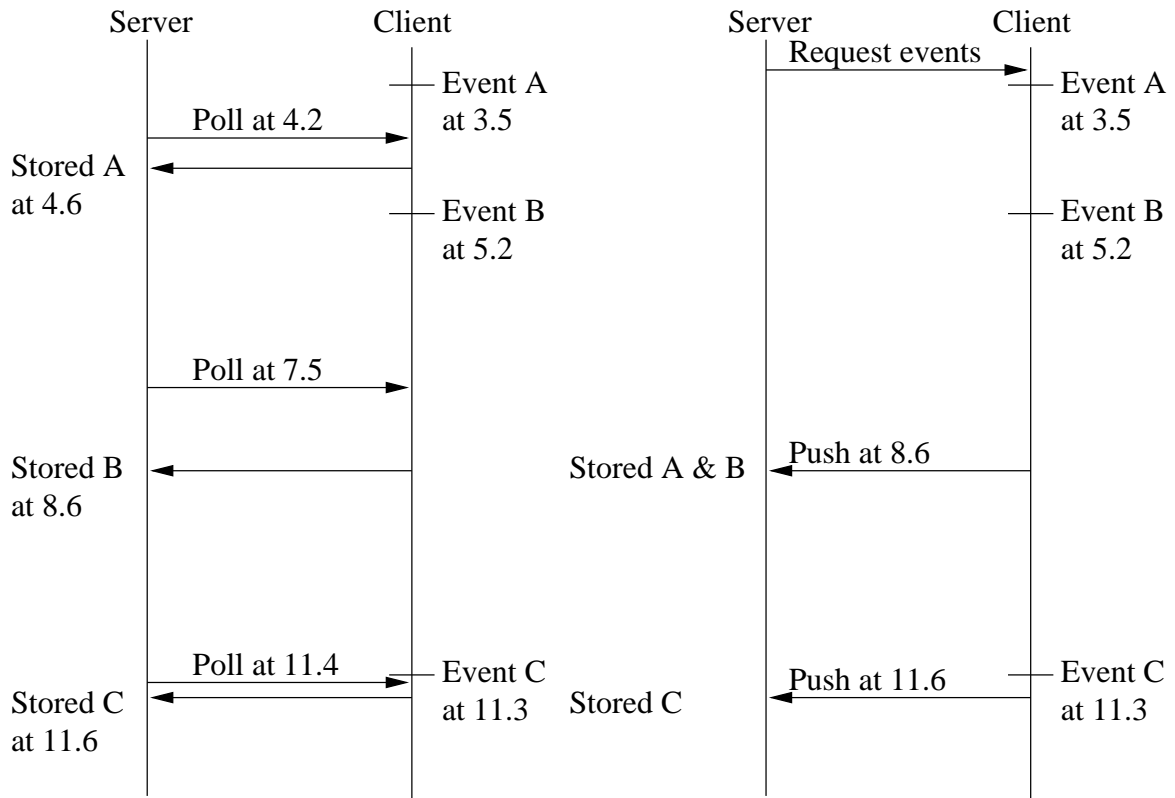 Server
Client
Event A
at 3.5
Poll at 4.2
Stored A
at 4.6
Event B
at 5.2
Poll at 7.5
Stored B
at 8.6
Poll at 11.4
Event C
at 11.3
Stored C
at 11.6
Server
Client
Request events
Event A
at 3.5
Event B
at 5.2
Push at 8.6
Stored A & B
Event C
at 11.3
Push at 11.6
Stored C